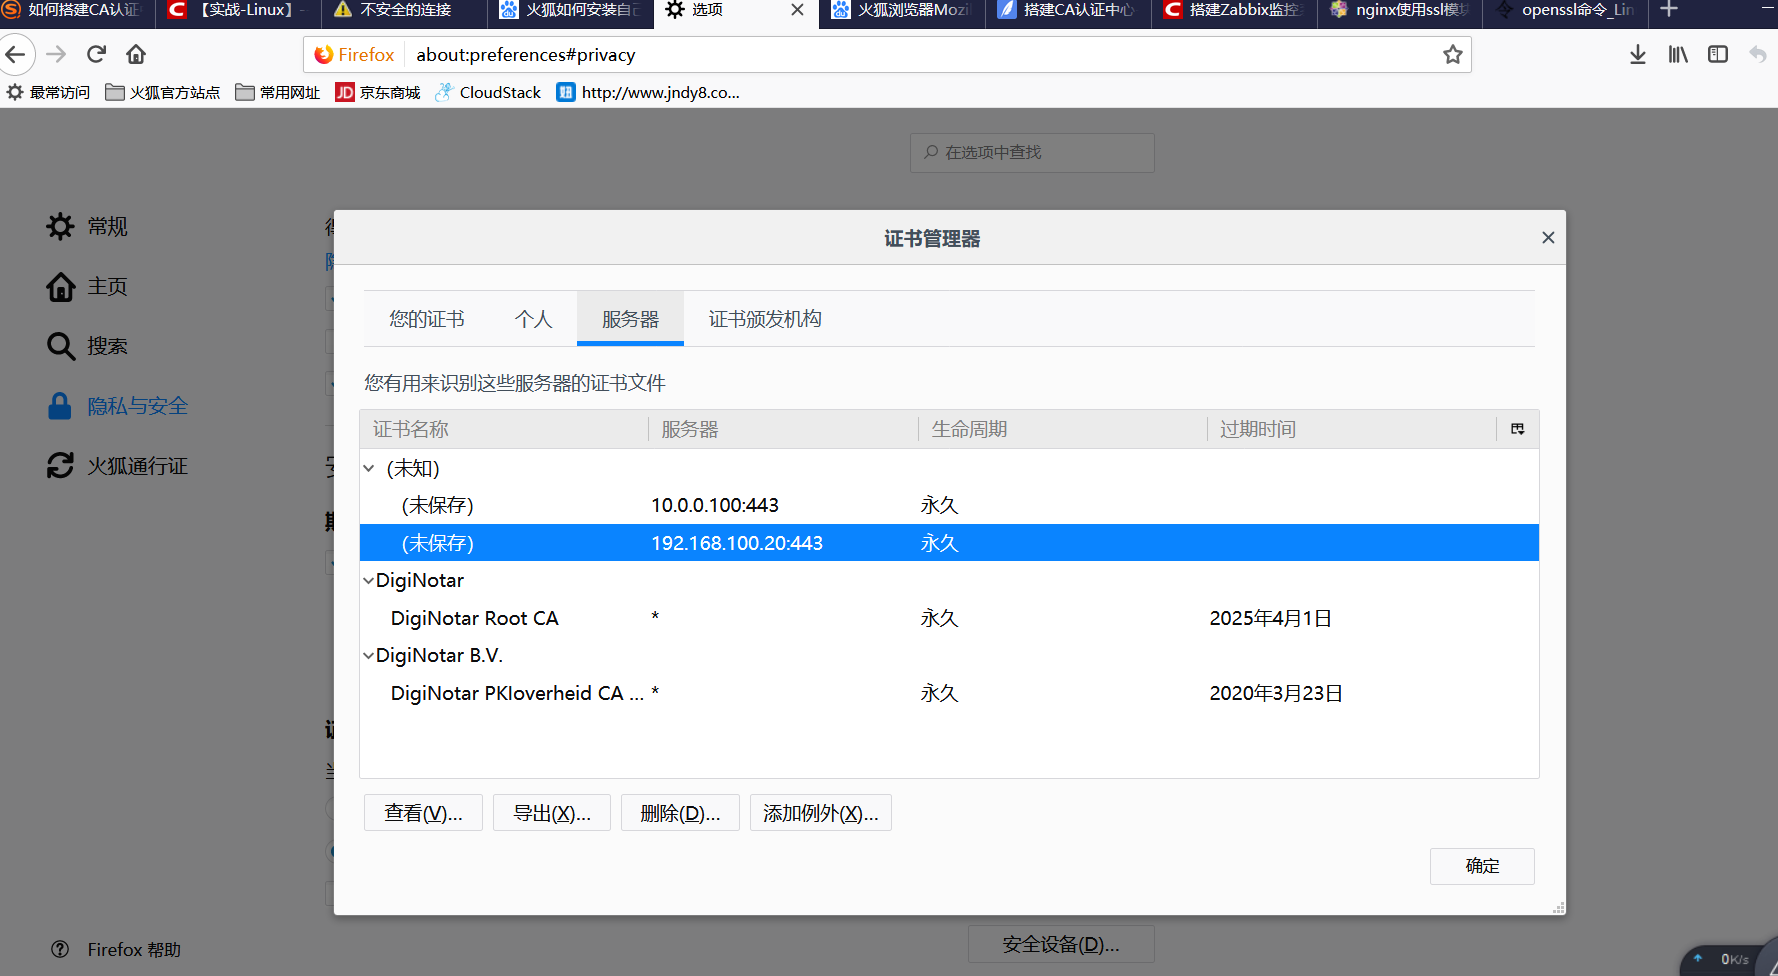 如何搭建CA认证
【实战-Linux】
不安全的连接
火狐如何安装自己
选项
火狐浏览器Mozil
搭建CA认证中心-
搭建Zabbix监控
nginx使用ssl模块
openssl命令_Lin
Firefox
about:preferences#privacy
最常访问
火狐官方站点
常用网址
JD 京东商城
CloudStack
http://www.jndy8.co...
在选项中查找
常规
主页
搜索
隐私与安全
火狐通行证
证书管理器
您的证书
个人
服务器
证书颁发机构
您有用来识别这些服务器的证书文件
证书名称 服务器 生命周期 过期时间
(未知)
(未保存) 10.0.0.100:443 永久
(未保存) 192.168.100.20:443 永久
DigiNotar
DigiNotar Root CA * 永久 2025年4月1日
DigiNotar B.V.
DigiNotar PKIoverheid CA ... * 永久 2020年3月23日
查看(V)...
导出(X)...
删除(D)...
添加例外(X)...
确定
Firefox 帮助
安全设备(D)...
0K/s